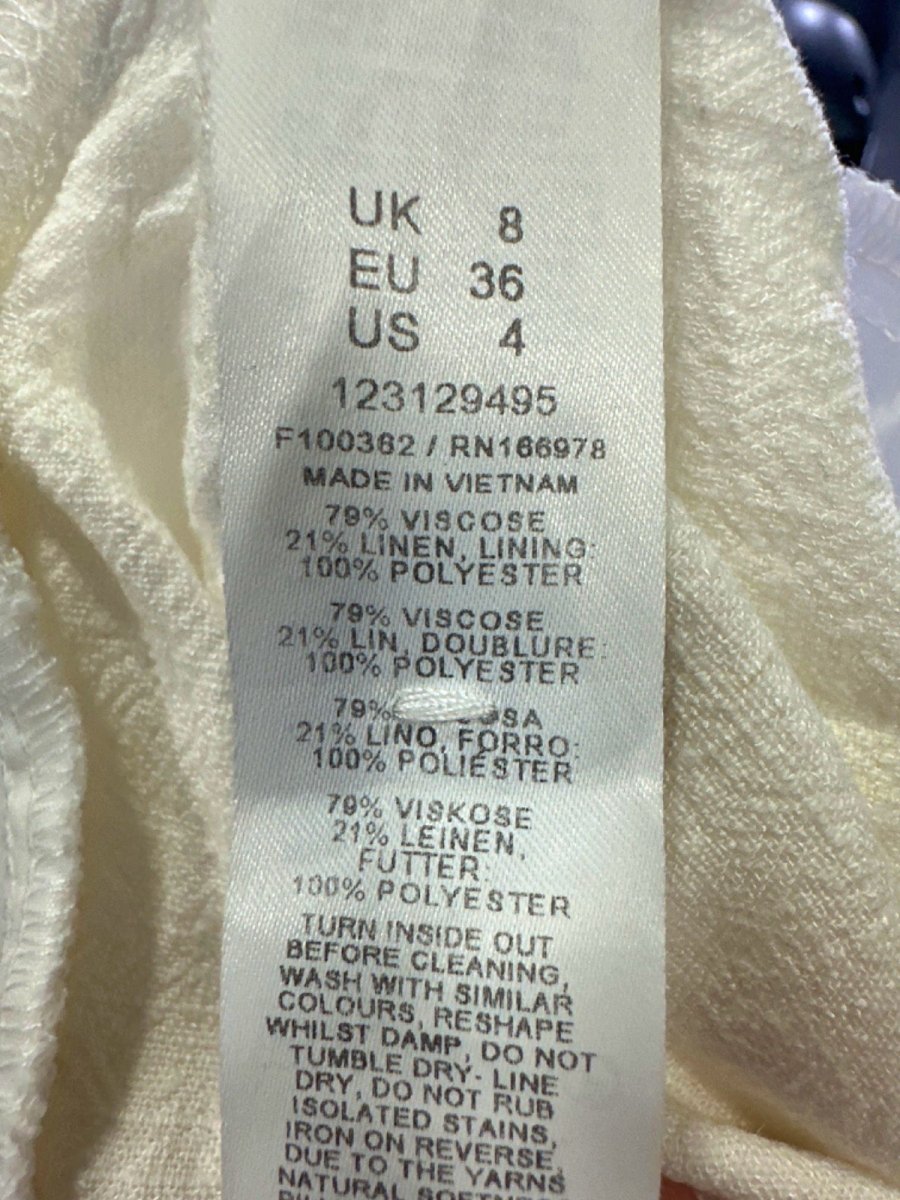 UK 8
EU 36
US 4
123129495
F100362 / RN166978
MADE IN VIETNAM
79% VISCOSE
21% LINEN, LINING:
100% POLYESTER
79% VISCOSE
21% LIN, DOUBLURE:
100% POLYESTER
79%
21% LINO, FORRO:
100% POLIÉSTER
79% VISKOSE
21% LEINEN,
FUTTER:
100% POLYESTER
TURN INSIDE OUT
BEFORE CLEANING,
WASH WITH SIMILAR
COLOURS, RESHAPE
WHILST DAMP, DO NOT
TUMBLE DRY- LINE
DRY, DO NOT RUB
ISOLATED STAINS,
IRON ON REVERSE,
DUE TO THE YARNS
NATURAL